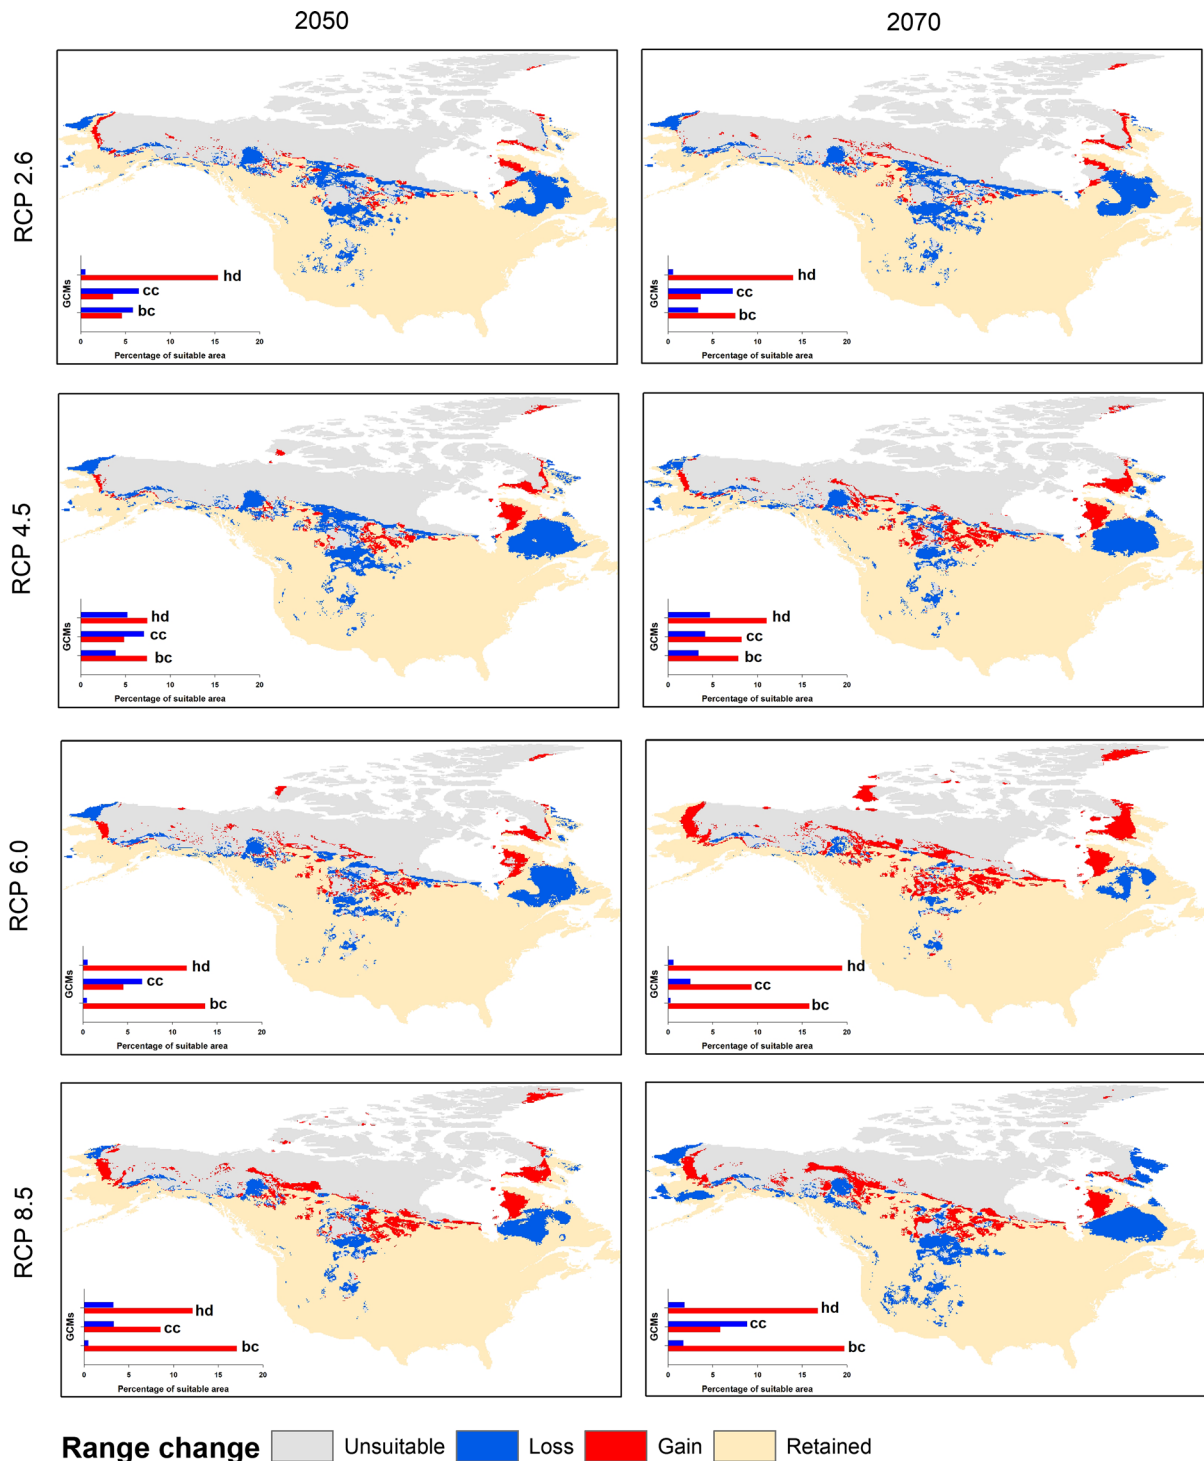 2050 2070
RCP 2.6
GCMs
hd
cc
bc
0 5 10 15 20
Percentage of suitable area
GCMs
hd
cc
bc
0 5 10 15 20
Percentage of suitable area
RCP 4.5
GCMs
hd
cc
bc
0 5 10 15 20
Percentage of suitable area
GCMs
hd
cc
bc
0 5 10 15 20
Percentage of suitable area
RCP 6.0
GCMs
hd
cc
bc
0 5 10 15 20
Percentage of suitable area
GCMs
hd
cc
bc
0 5 10 15 20
Percentage of suitable area
RCP 8.5
GCMs
hd
cc
bc
0 5 10 15 20
Percentage of suitable area
GCMs
hd
cc
bc
0 5 10 15 20
Percentage of suitable area
Range change Unsuitable Loss Gain Retained